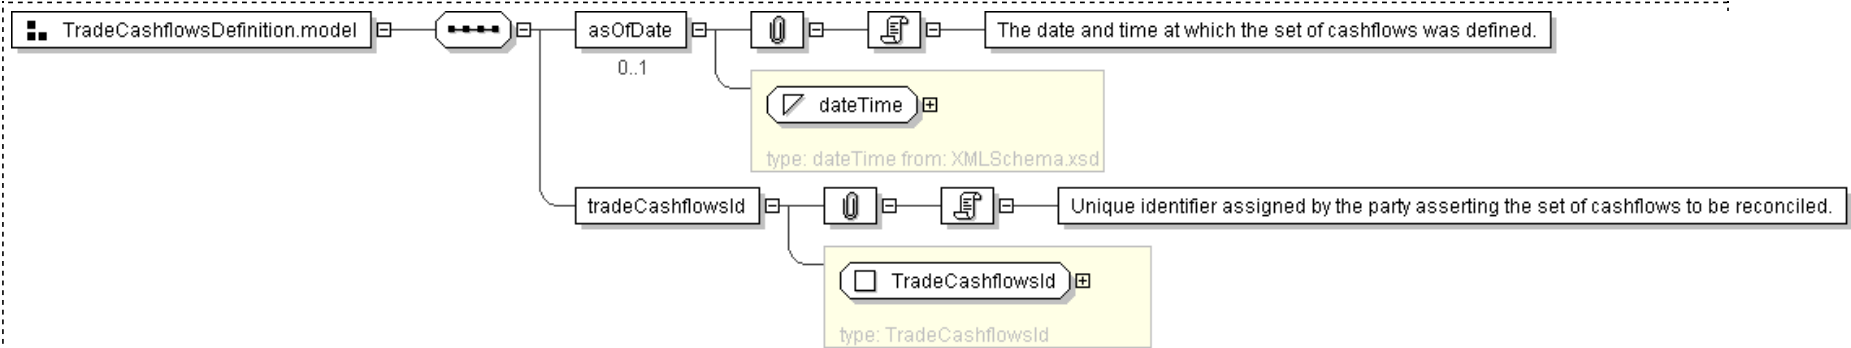 TradeCashflowsDefinition.model
asOfDate
The date and time at which the set of cashflows was defined.
0..1
dateTime
type: dateTime from: XMLSchema.xsd
tradeCashflowsId
Unique identifier assigned by the party asserting the set of cashflows to be reconciled.
TradeCashflowsId
type: TradeCashflowsId